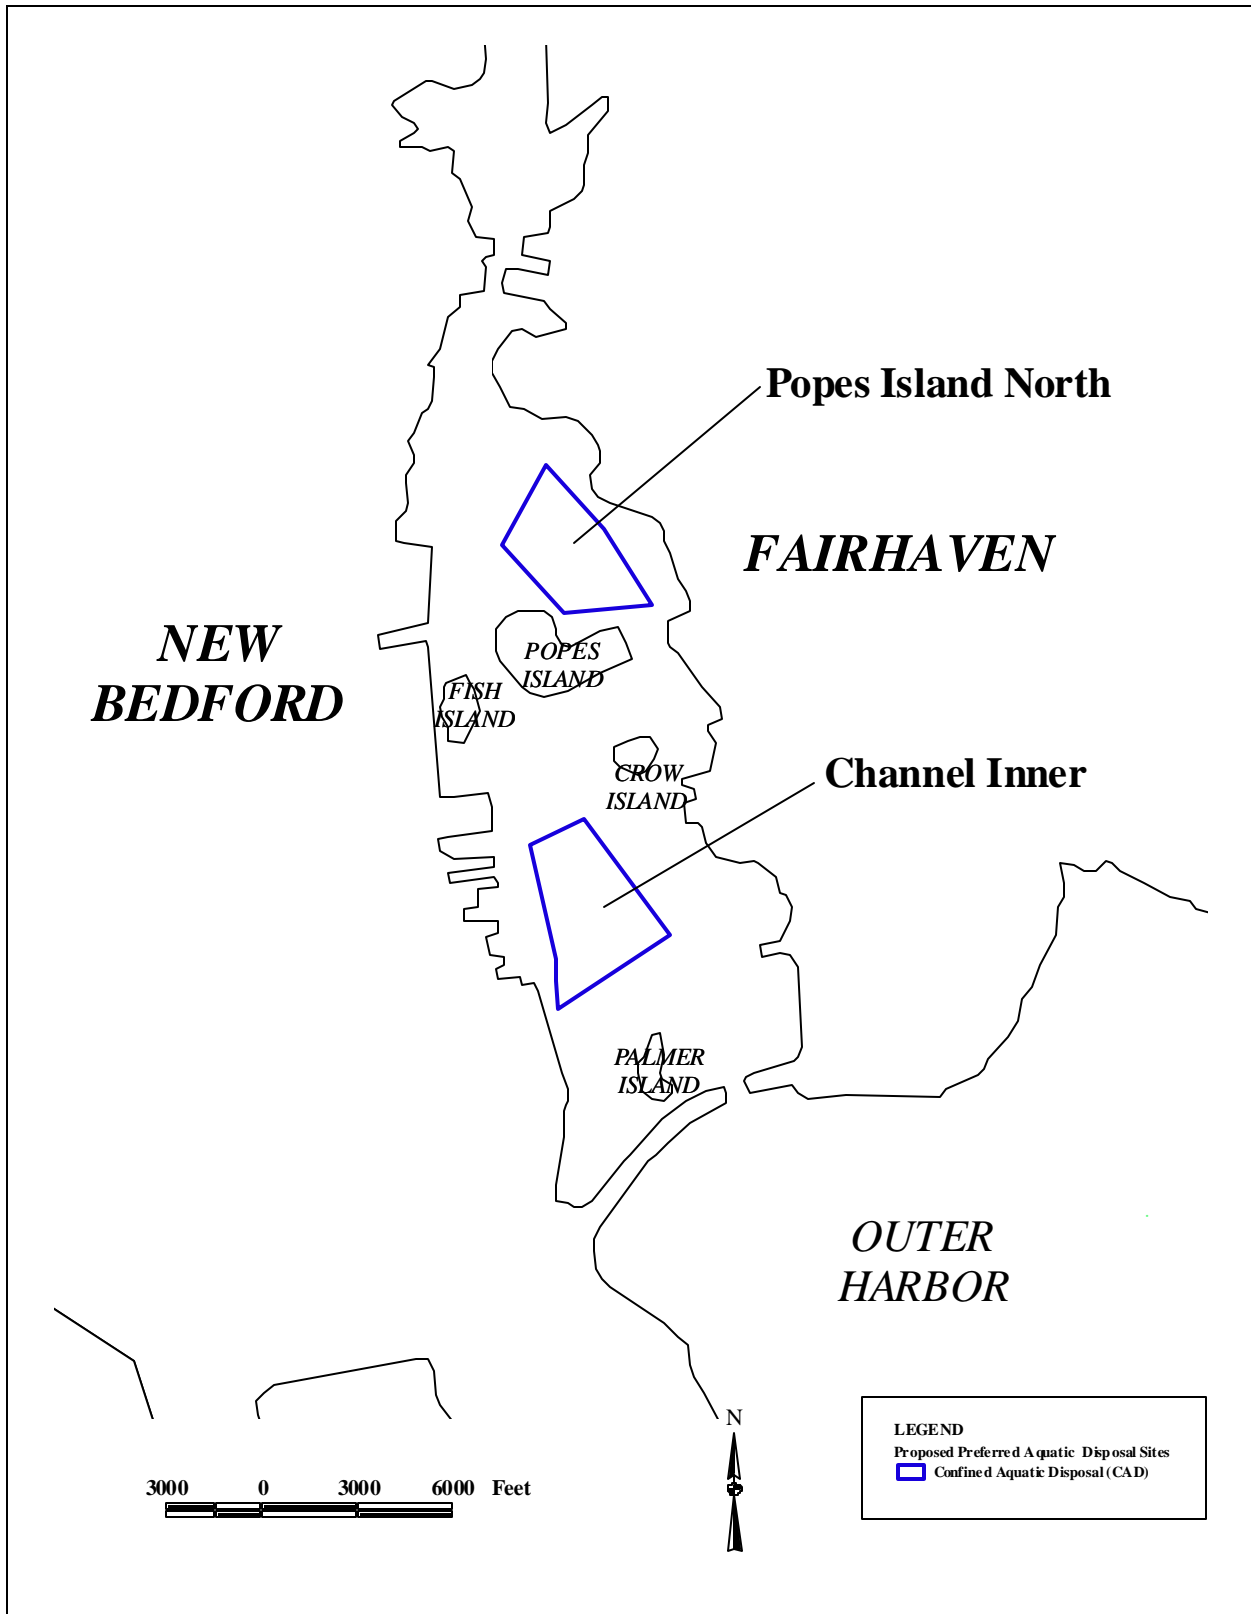 Popes Island North
FAIRHAVEN
NEW
BEDFORD
POPES
ISLAND
FISH
ISLAND
CROW
ISLAND
Channel Inner
PALMER
ISLAND
OUTER
HARBOR
N
LEGEND
Proposed Preferred Aquatic Disposal Sites
Confined Aquatic Disposal (CAD)
3000 0 3000 6000 Feet